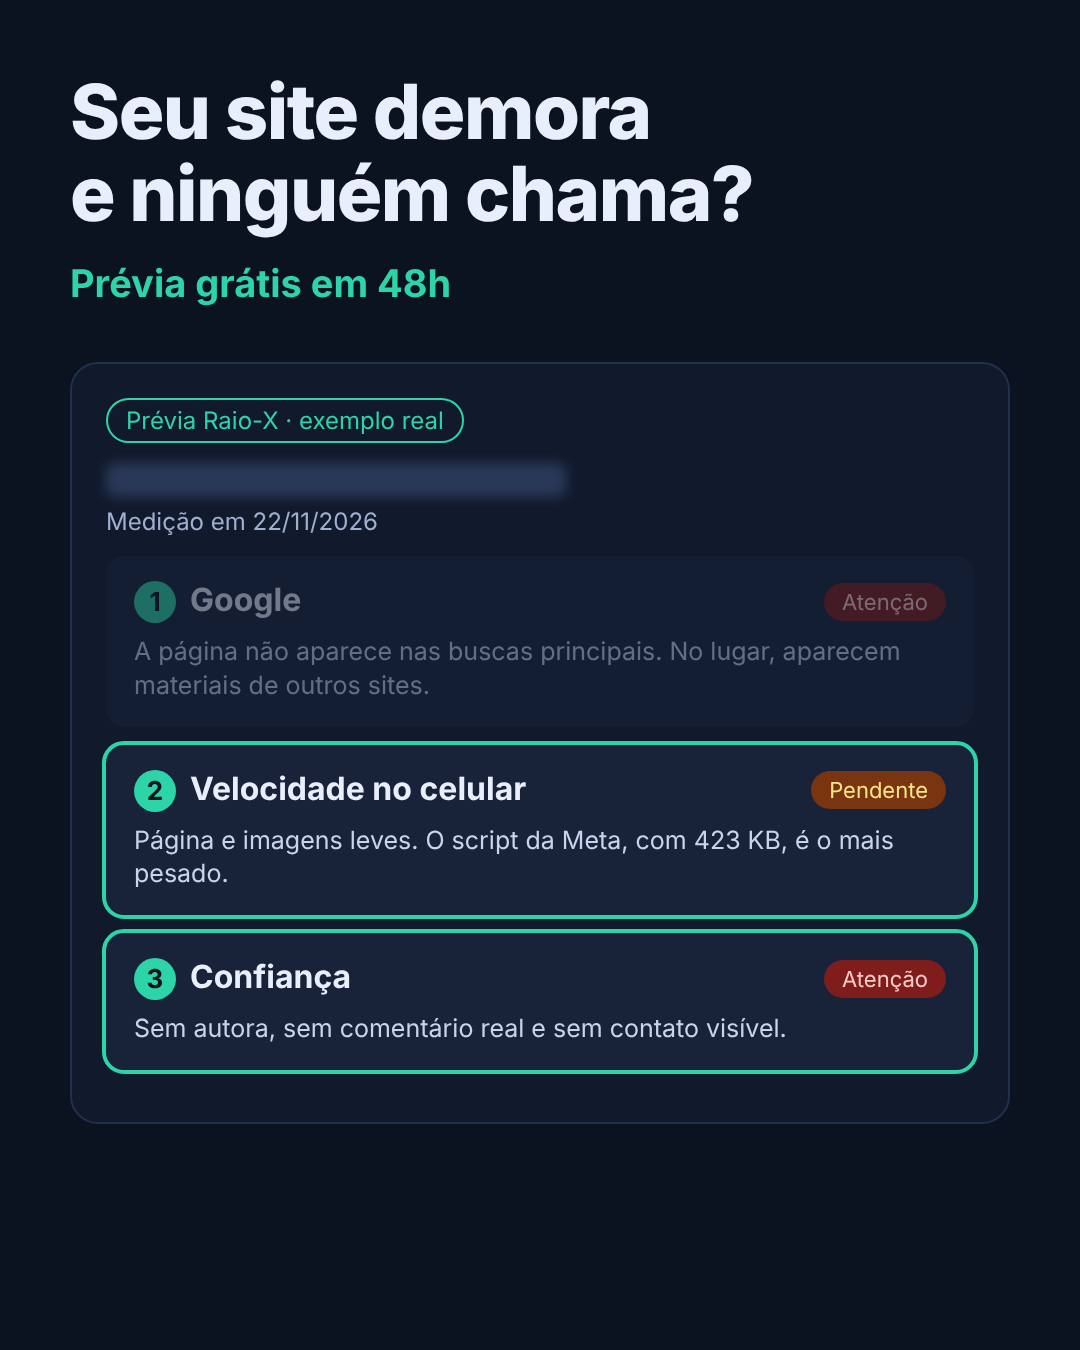 Seu site demora
e ninguém chama?
Prévia grátis em 48h
Prévia Raio-X · exemplo real
Medição em 22/11/2026
1 Google Atenção
A página não aparece nas buscas principais. No lugar, aparecem
materiais de outros sites.
2 Velocidade no celular Pendente
Página e imagens leves. O script da Meta, com 423 KB, é o mais
pesado.
3 Confiança Atenção
Sem autora, sem comentário real e sem contato visível.